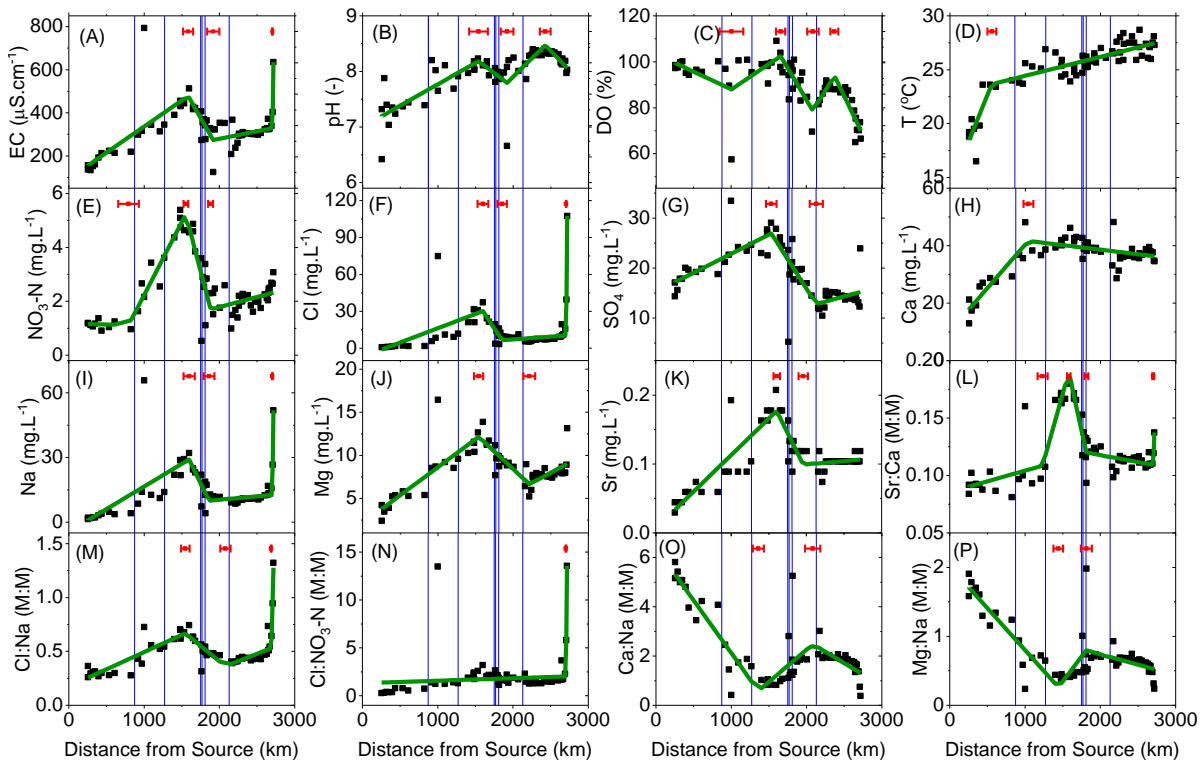 (A) (B) (C) (D)
EC (µS.cm⁻¹) 800 600 400 200
pH (-) 9 8 7 6
DO (%) 120 100 80 60
T (°C) 30 25 20 15
(E) (F) (G) (H)
NO₃-N (mg.L⁻¹) 6 4 2 0
Cl (mg.L⁻¹) 120 90 60 30 0
SO₄ (mg.L⁻¹) 30 20 10
Ca (mg.L⁻¹) 60 40 20 0
(I) (J) (K) (L)
Na (mg.L⁻¹) 60 30 0
Mg (mg.L⁻¹) 20 15 10 5
Sr (mg.L⁻¹) 0.2 0.1 0.0
Sr:Ca (M:M) 0.20 0.15 0.10 0.05
(M) (N) (O) (P)
Cl:Na (M:M) 1.5 1.0 0.5 0.0
Cl:NO₃-N (M:M) 15 10 5 0
Ca:Na (M:M) 6 4 2 0
Mg:Na (M:M) 2 1 0
0 1000 2000 3000 0 1000 2000 3000 0 1000 2000 3000 0 1000 2000 3000
Distance from Source (km) Distance from Source (km) Distance from Source (km) Distance from Source (km)